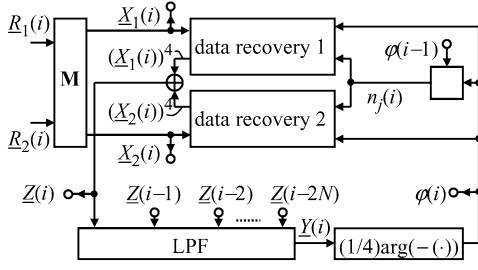 R1(i)
X1(i)
data recovery 1
φ(i−1)
(X1(i))4
M
nj(i)
(X2(i))4
data recovery 2
R2(i)
X2(i)
Z(i)
Z(i−1)
Z(i−2)
........
Z(i−2N)
φ(i)
Y(i)
LPF
(1/4)arg(−(·))